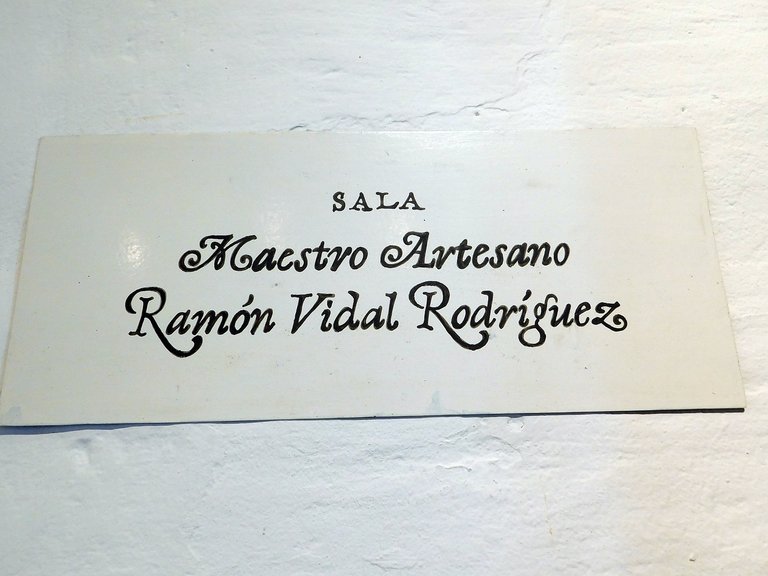 SALA
Maestro Artesano
Ramón Vidal Rodríguez